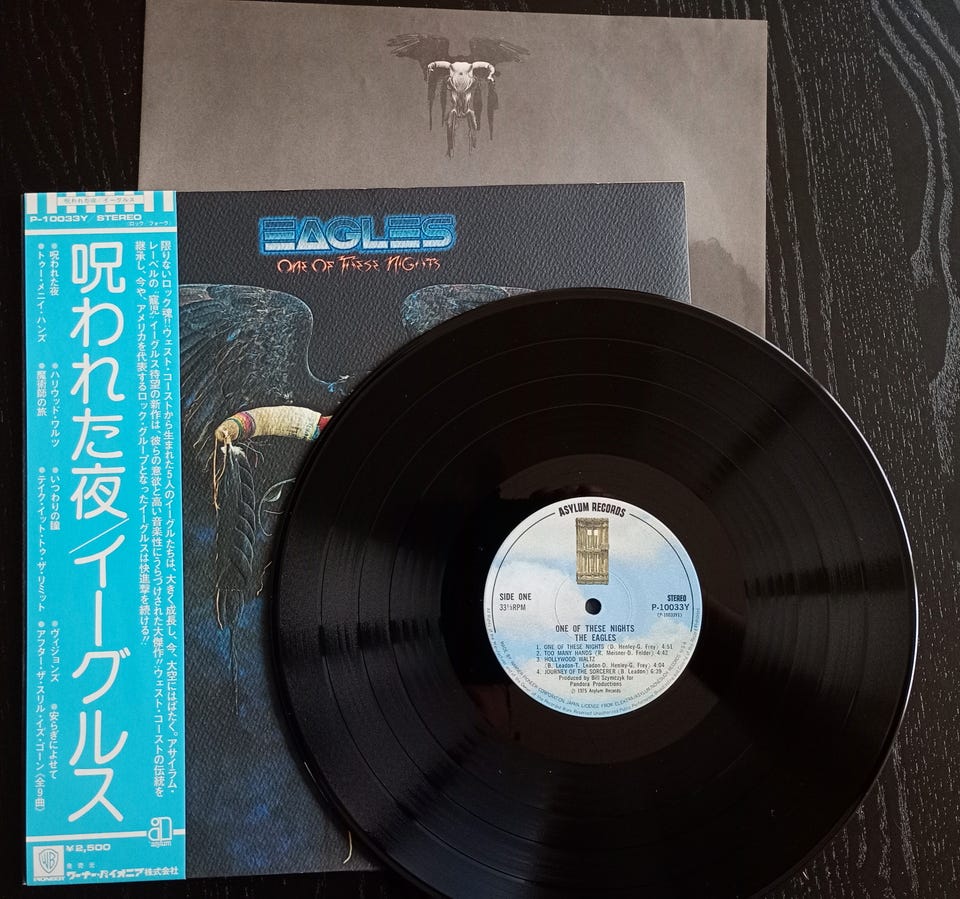 呪われた夜/イーグルス
P-10033Y/STEREO
(ロック フォーク)
限りないロック魂!!ウェスト・コーストから生まれた5人のイーグルたちは、大きく成長し、今、大空にはばたく。アサイラム・
レーベルの〝寵児〟イーグルス待望の新作は、彼らの意欲と高い音楽性にうらづけされた大傑作!!ウェスト・コーストの伝統を
継承し、今や、アメリカを代表するロック・グループとなったイーグルスは快進撃を続ける!!
呪われた夜/イーグルス
●呪われた夜
●トゥー・メニイ・ハンズ
●ハリウッド・ワルツ
●魔術師の旅
●いつわりの瞳
●テイク・イット・トゥ・ザ・リミット
●ヴィジョンズ
●アフター・ザ・スリル・イズ・ゴーン
●安らぎによせて
〈全9曲〉
asylum
¥2,500
WB
PIONEER
発売元
ワーナー・パイオニア株式会社
EAGLES
ONE OF THESE NIGHTS
ASYLUM RECORDS
SIDE ONE
33⅓RPM
STEREO
P-10033Y
ONE OF THESE NIGHTS
THE EAGLES
1. ONE OF THESE NIGHTS (D. Henley-G. Frey) 4:51
2. TOO MANY HANDS (R. Meisner-D. Felder) 4:42
3. HOLLYWOOD WALTZ
(B. Leadon-T. Leadon-D. Henley-G. Frey) 4:04
4. JOURNEY OF THE SORCERER (B. Leadon) 6:39
Produced by Bill Szymczyk for
Pandora Productions
Ⓟ 1975 Asylum Records